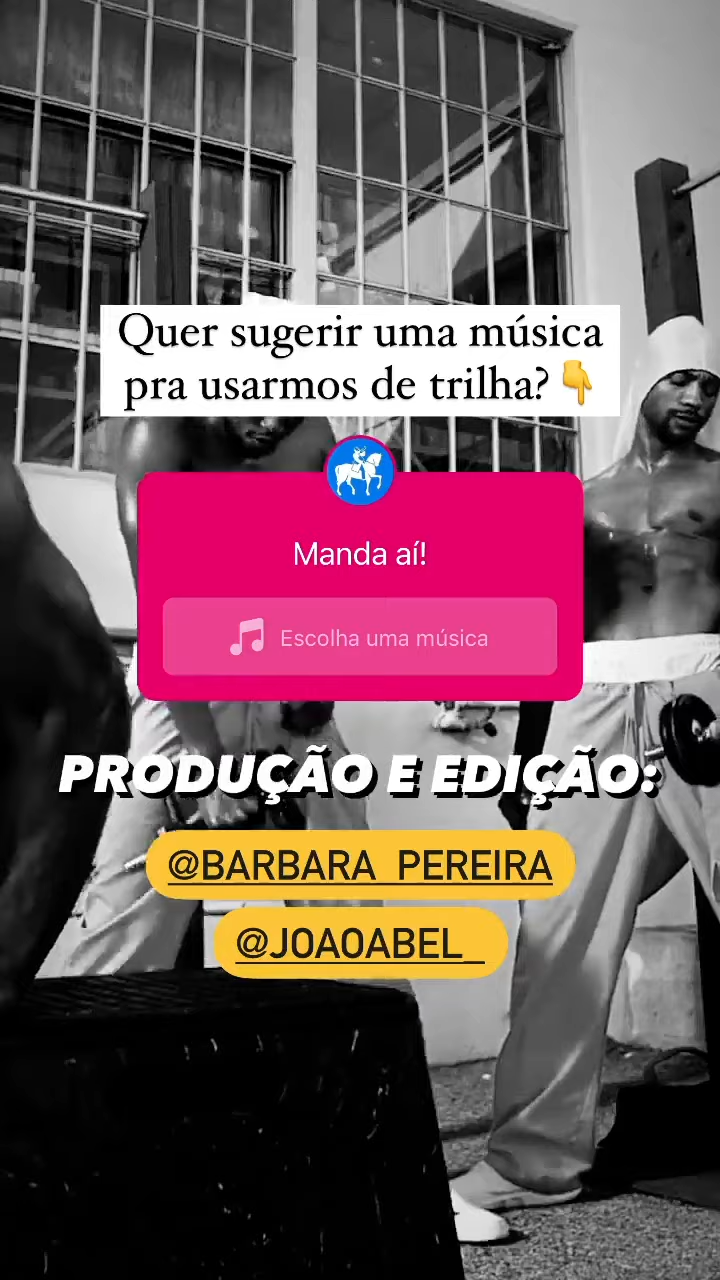 Quer sugerir uma música
pra usarmos de trilha?👇
Manda aí!
Escolha uma música
PRODUÇÃO E EDIÇÃO:
@BARBARA_PEREIRA
@JOAOABEL_